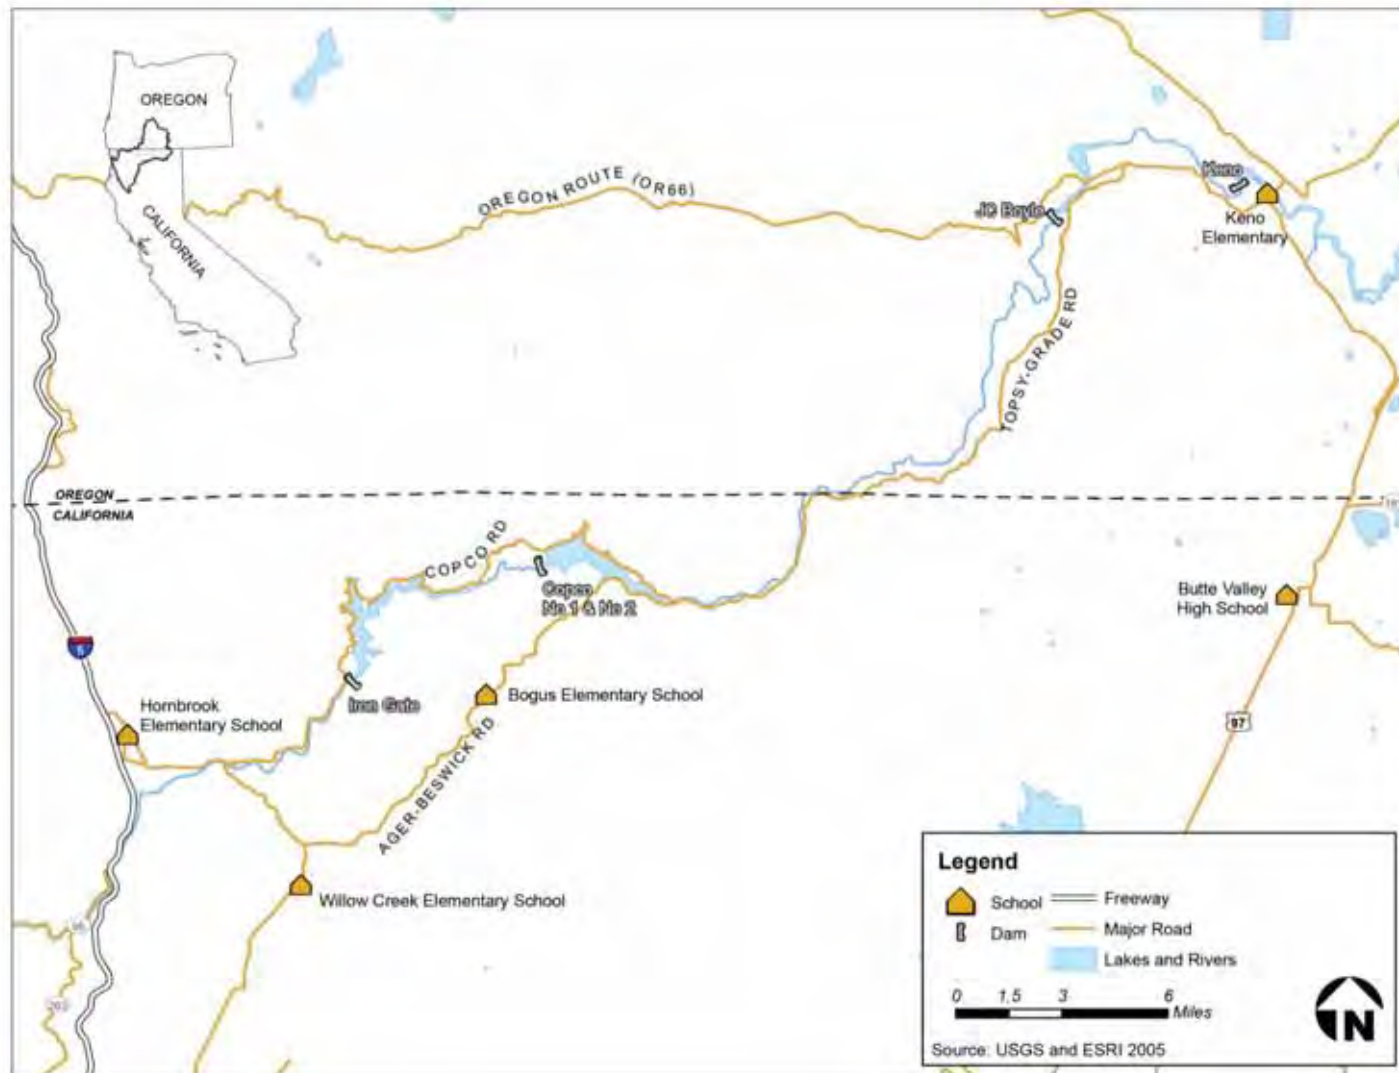 OREGON
CALIFORNIA
OREGON ROUTE (OR66)
Keno
JC Boyle
Keno
Elementary
TOPSY-GRADE RD
OREGON
CALIFORNIA
COPCO RD
Copco
No 1 & No 2
Butte Valley
High School
5
Iron Gate
Bogus Elementary School
Hornbrook
Elementary School
97
AGER-BESWICK RD
Willow Creek Elementary School
96
263
Legend
School
Freeway
Dam
Major Road
Lakes and Rivers
0 1.5 3 6
Miles
N
Source: USGS and ESRI 2005